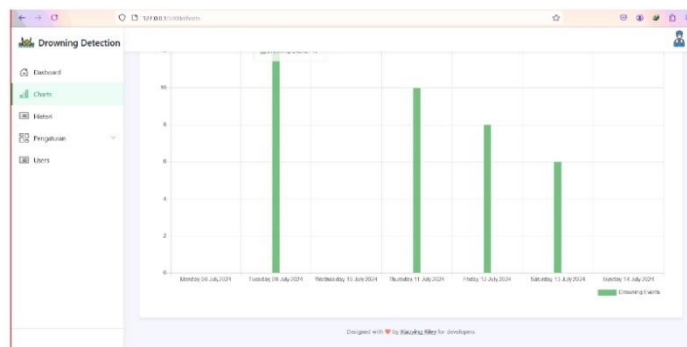 Drowning Detection
Dashboard
Charts
Histori
Pengaturan
Users
10
8
6
4
2
0
Monday 08 July 2024
Tuesday 09 July 2024
Wednesday 10 July 2024
Thursday 11 July 2024
Friday 12 July 2024
Saturday 13 July 2024
Sunday 14 July 2024
Drowning Events
Designed with ❤ by Xiaoying Riley for developers